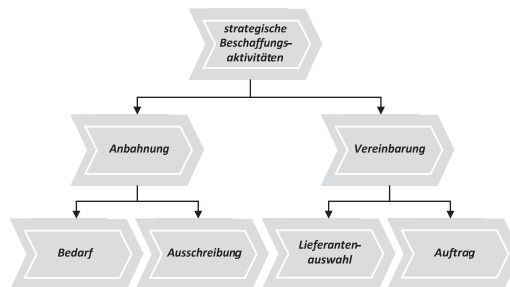 strategische
Beschaffungs-
aktivitäten
Anbahnung
Vereinbarung
Bedarf
Ausschreibung
Lieferanten-
auswahl
Auftrag